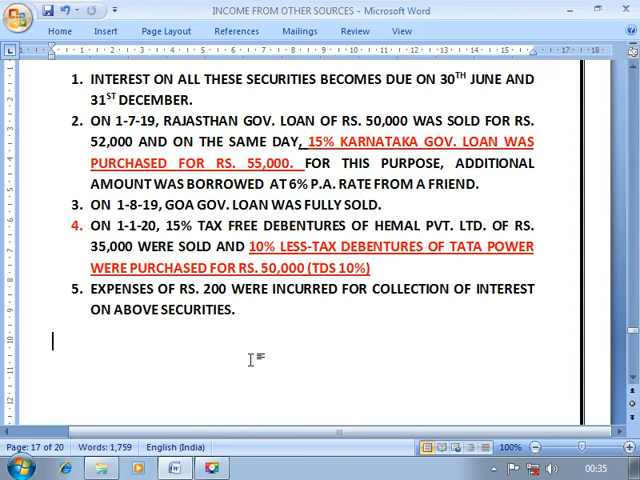 INCOME FROM OTHER SOURCES - Microsoft Word
Home Insert Page Layout References Mailings Review View
1. INTEREST ON ALL THESE SECURITIES BECOMES DUE ON 30TH JUNE AND
31ST DECEMBER.
2. ON 1-7-19, RAJASTHAN GOV. LOAN OF RS. 50,000 WAS SOLD FOR RS.
52,000 AND ON THE SAME DAY, 15% KARNATAKA GOV. LOAN WAS
PURCHASED FOR RS. 55,000. FOR THIS PURPOSE, ADDITIONAL
AMOUNT WAS BORROWED AT 6% P.A. RATE FROM A FRIEND.
3. ON 1-8-19, GOA GOV. LOAN WAS FULLY SOLD.
4. ON 1-1-20, 15% TAX FREE DEBENTURES OF HEMAL PVT. LTD. OF RS.
35,000 WERE SOLD AND 10% LESS-TAX DEBENTURES OF TATA POWER
WERE PURCHASED FOR RS. 50,000 (TDS 10%)
5. EXPENSES OF RS. 200 WERE INCURRED FOR COLLECTION OF INTEREST
ON ABOVE SECURITIES.
Page: 17 of 20 Words: 1,759 English (India) 100%
00:35